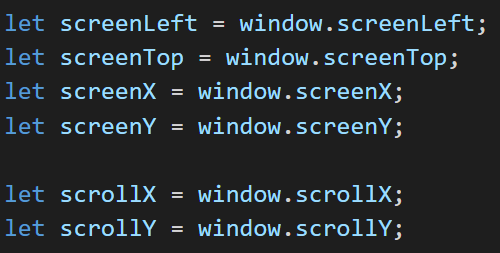 let screenLeft = window.screenLeft;
let screenTop = window.screenTop;
let screenX = window.screenX;
let screenY = window.screenY;
let scrollX = window.scrollX;
let scrollY = window.scrollY;